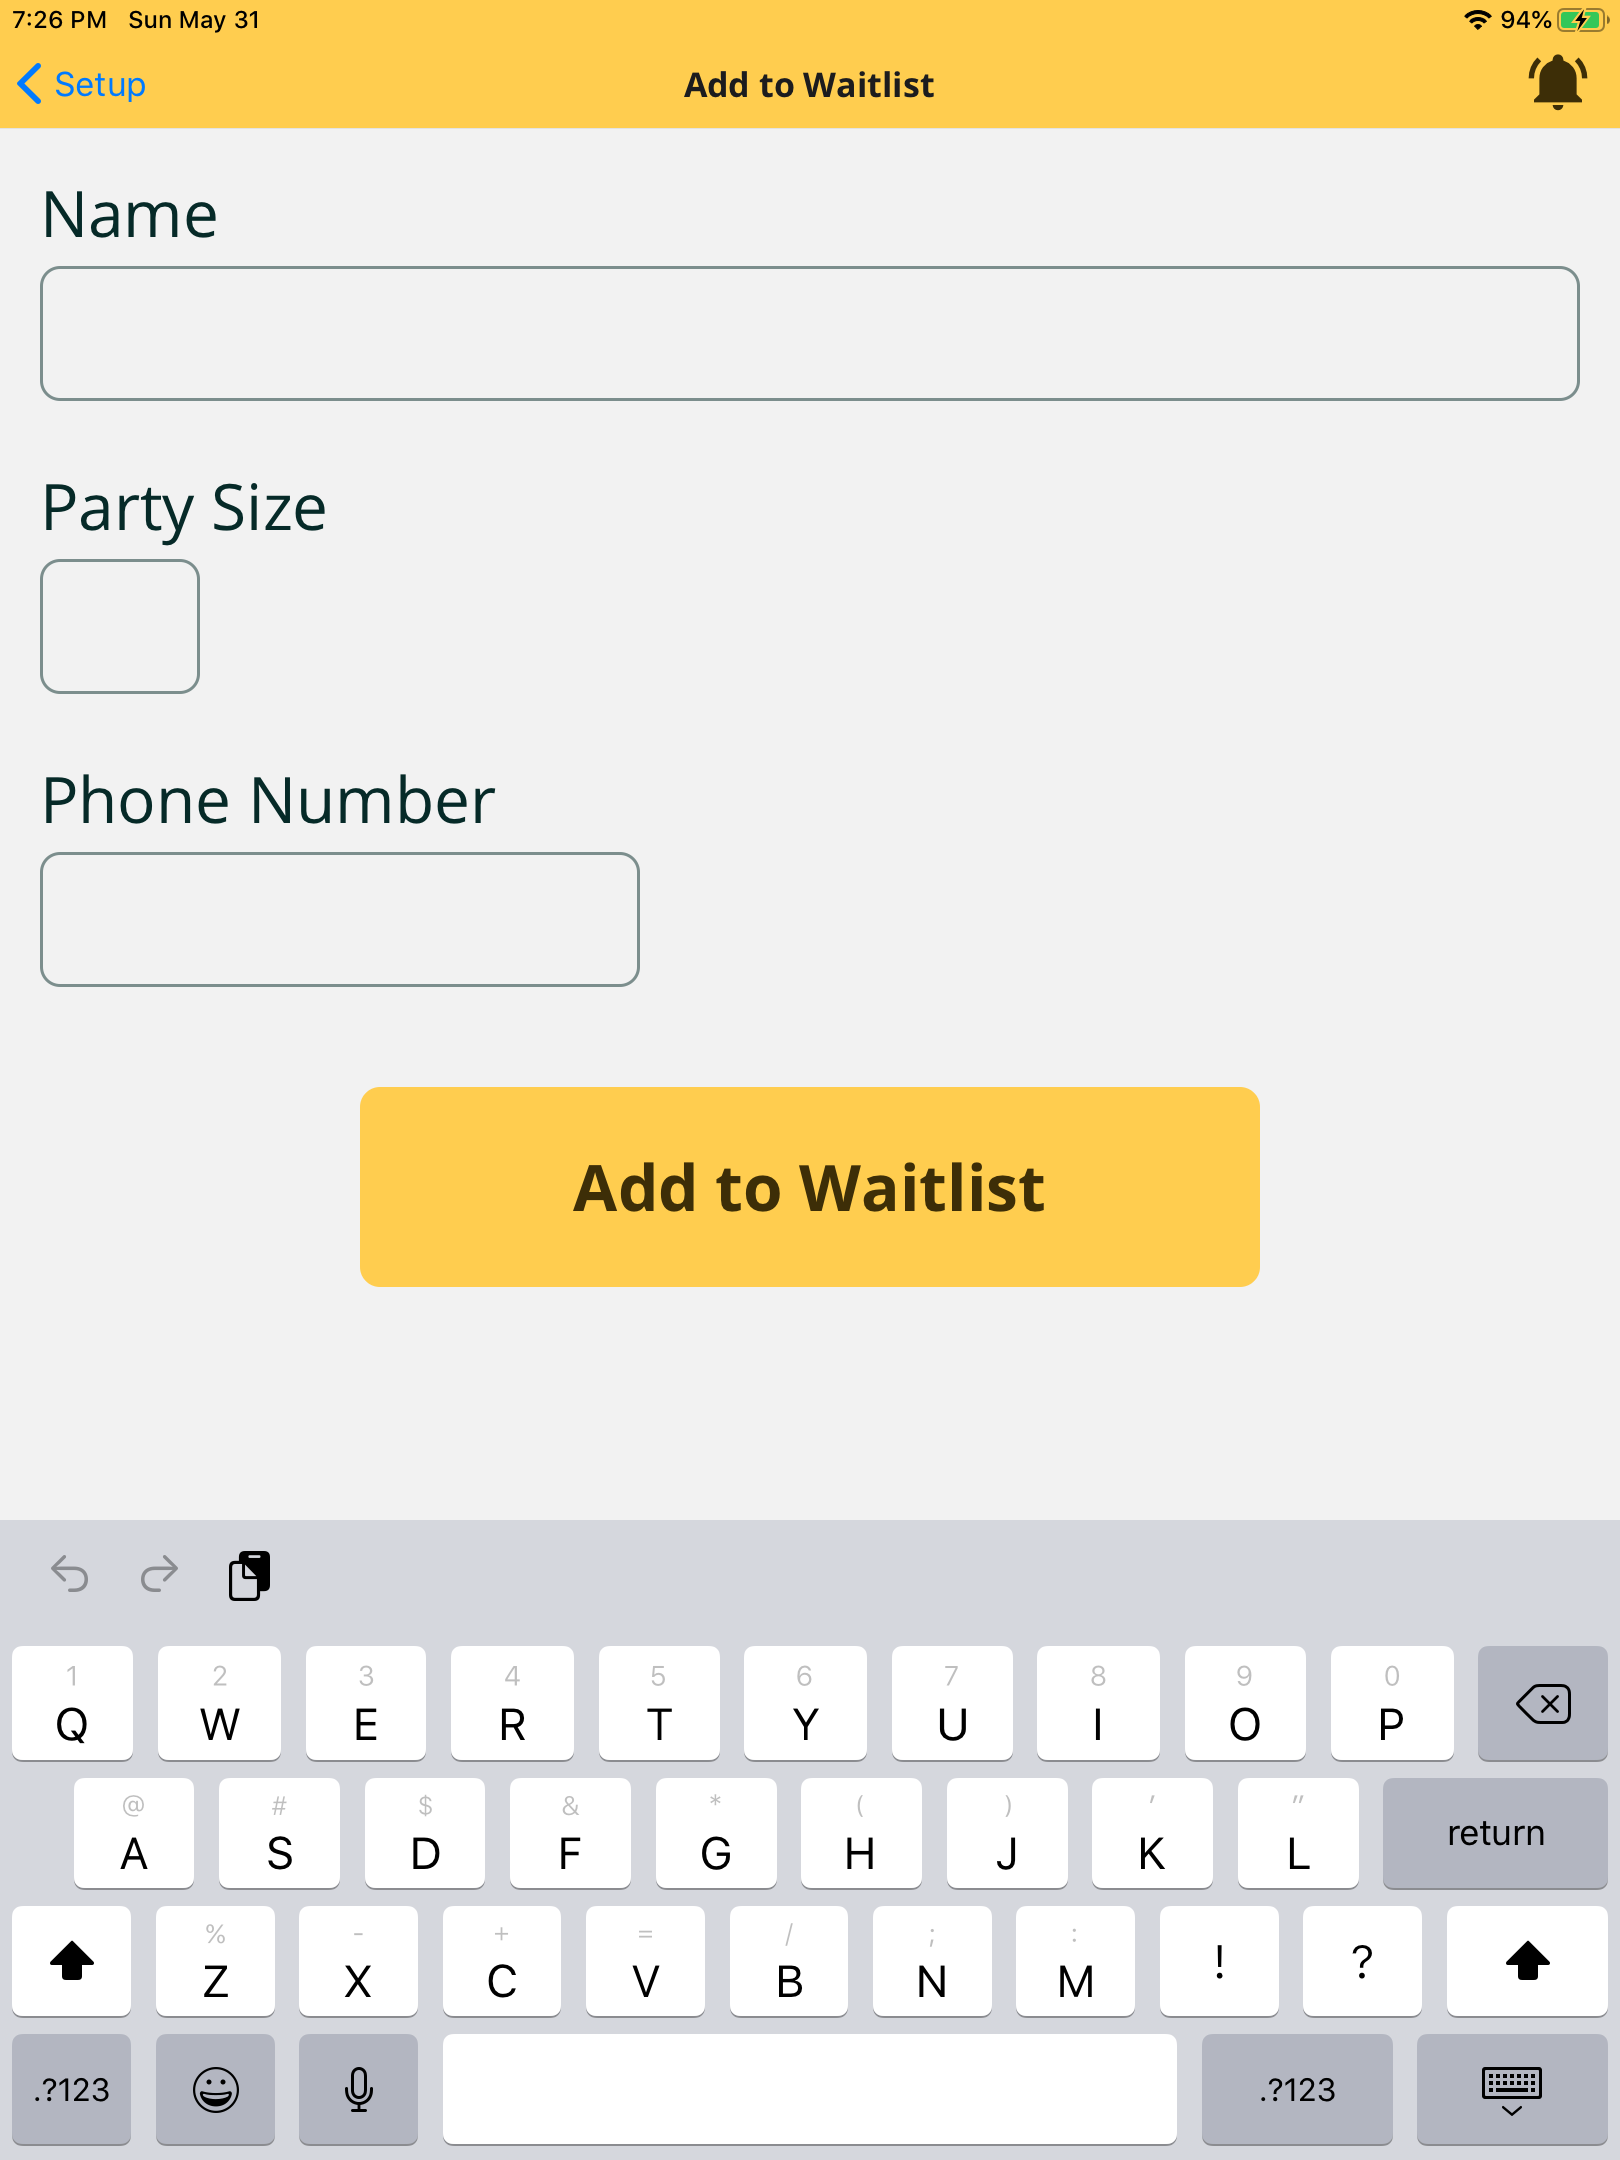 7:26 PM Sun May 31 94%
Setup Add to Waitlist
Name
Party Size
Phone Number
Add to Waitlist
1 2 3 4 5 6 7 8 9 0
Q W E R T Y U I O P
@ # $ & * ( ) ' "
A S D F G H J K L return
% - + = / ; :
Z X C V B N M ! ?
.?123 .?123